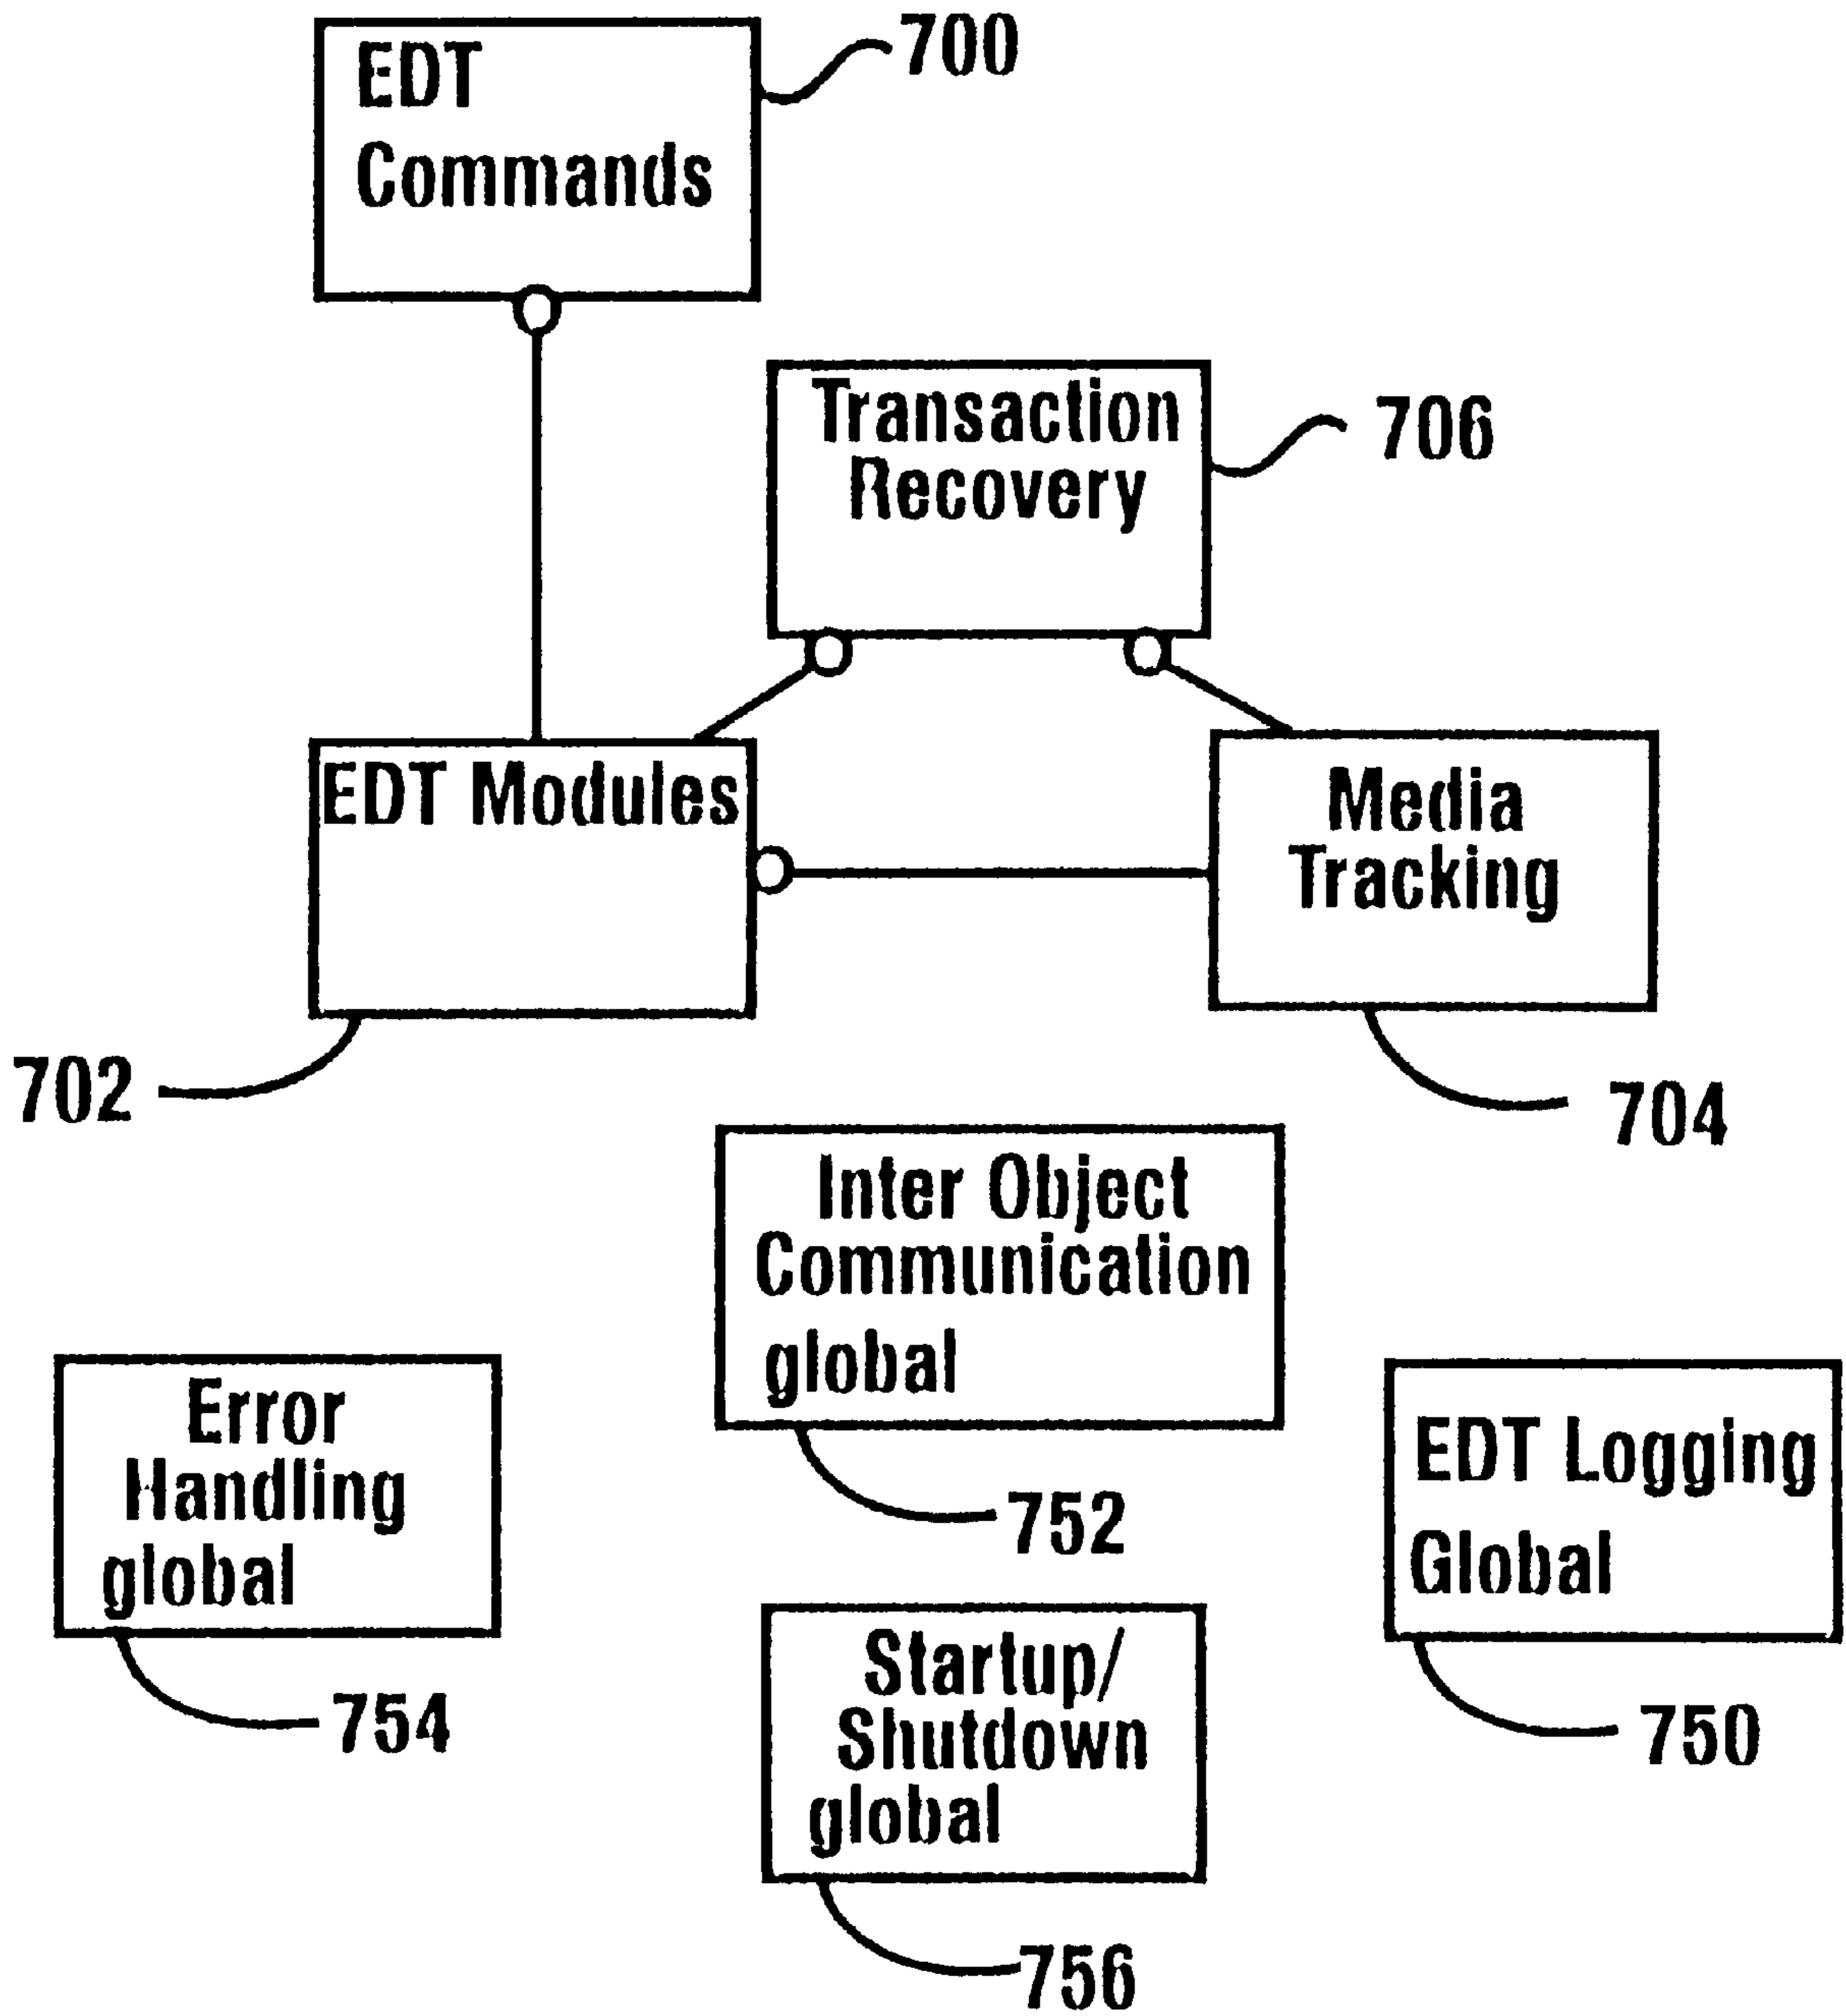 EDT
Commands
700
Transaction
Recovery
706
EDT Modules
702
Media
Tracking
704
Inter Object
Communication
global
752
Error
Handling
global
754
EDT Logging
Global
750
Startup/
Shutdown
global
756